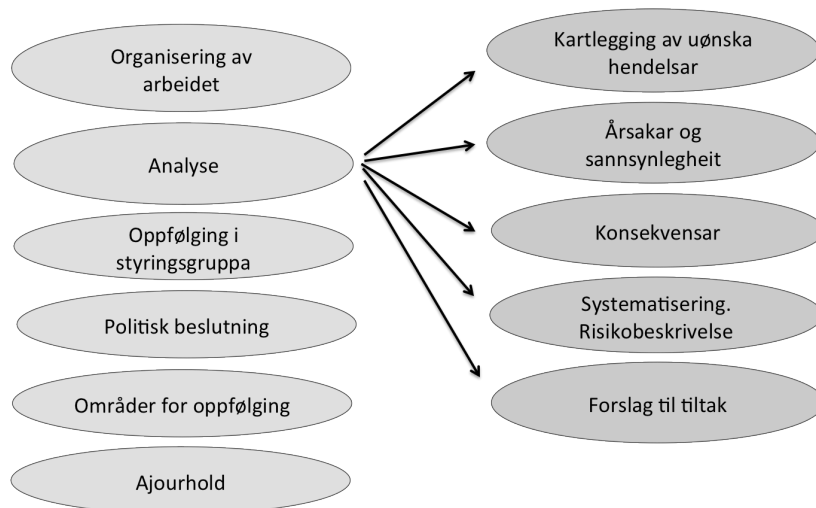 Organisering av
arbeidet
Analyse
Oppfølging i
styringsgruppa
Politisk beslutning
Områder for oppfølging
Ajourhold
Kartlegging av uønska
hendelsar
Årsakar og
sannsynlegheit
Konsekvensar
Systematisering.
Risikobeskrivelse
Forslag til tiltak